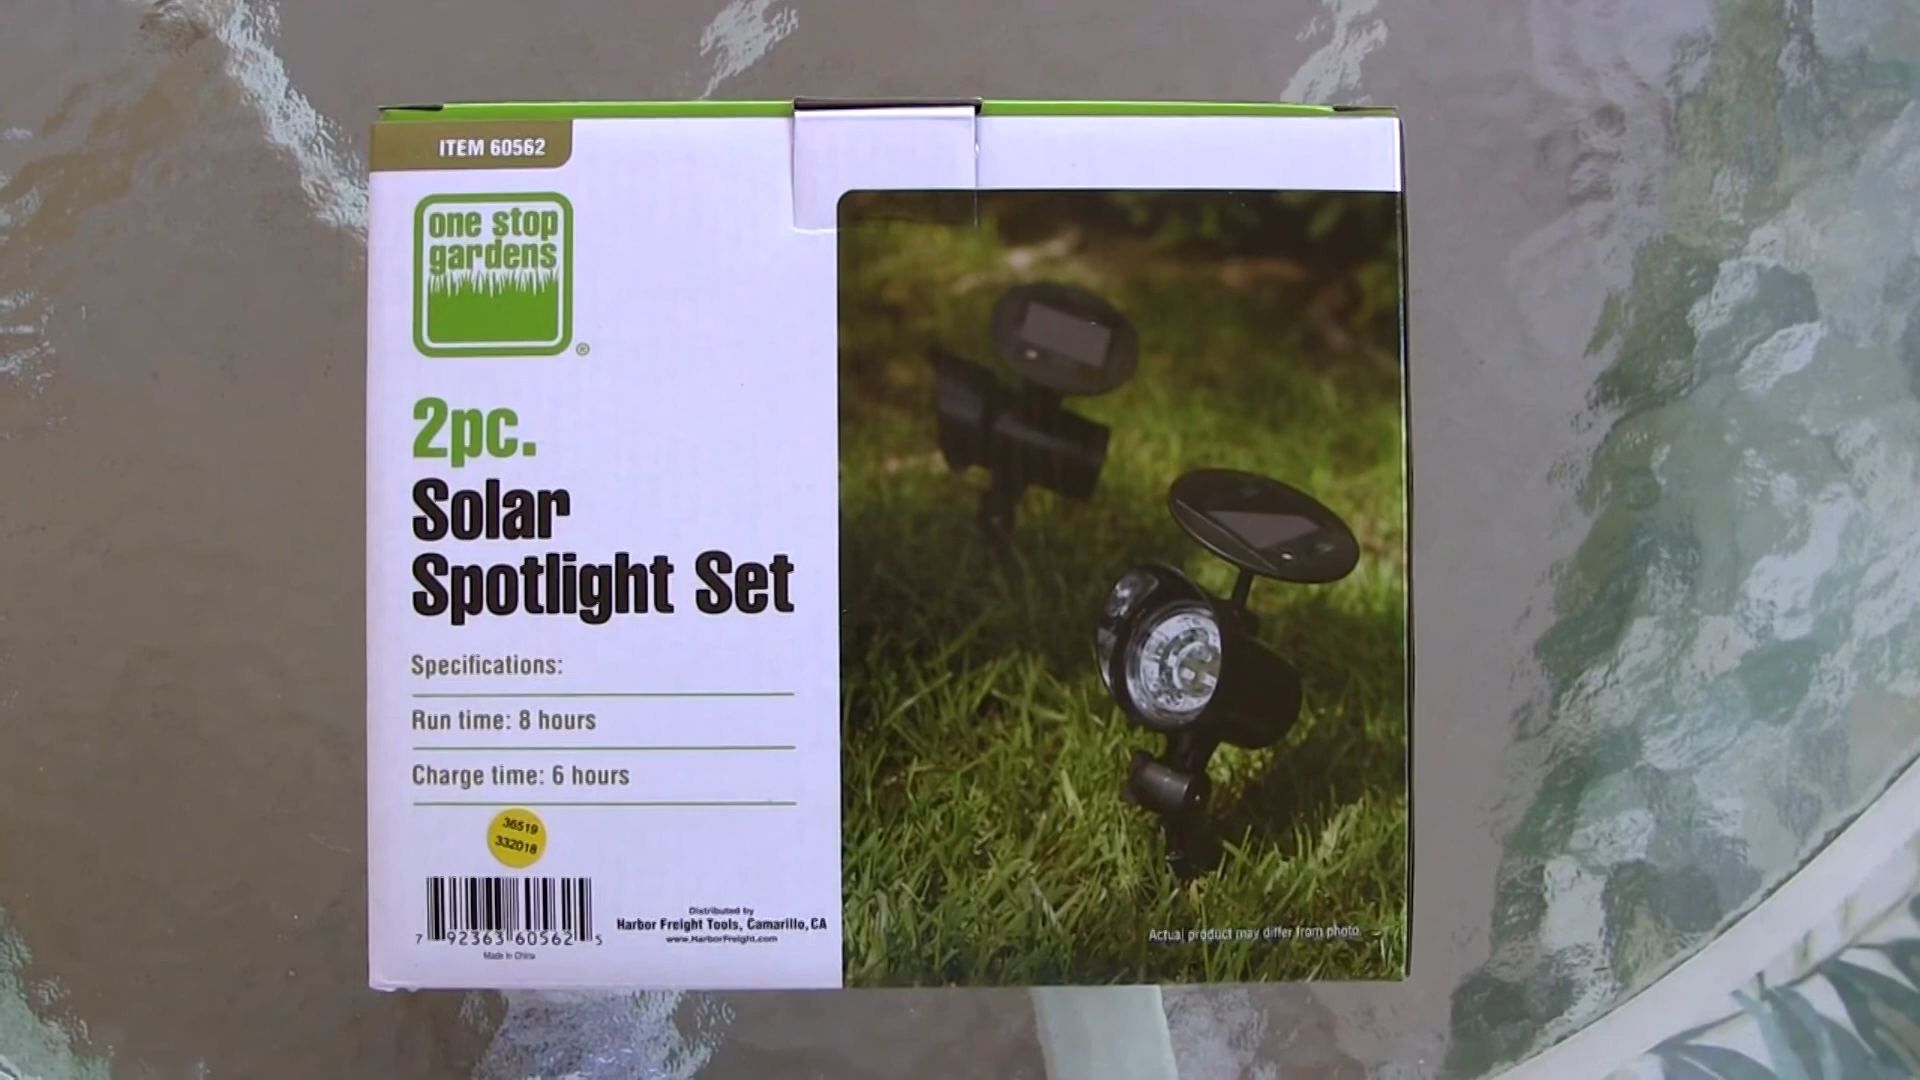 ITEM 60562
one stop
gardens
®
2pc.
Solar
Spotlight Set
Specifications:
Run time: 8 hours
Charge time: 6 hours
36519
332018
7 92363 60562 5
Made in China
Distributed by
Harbor Freight Tools, Camarillo, CA
www.HarborFreight.com
Actual product may differ from photo.